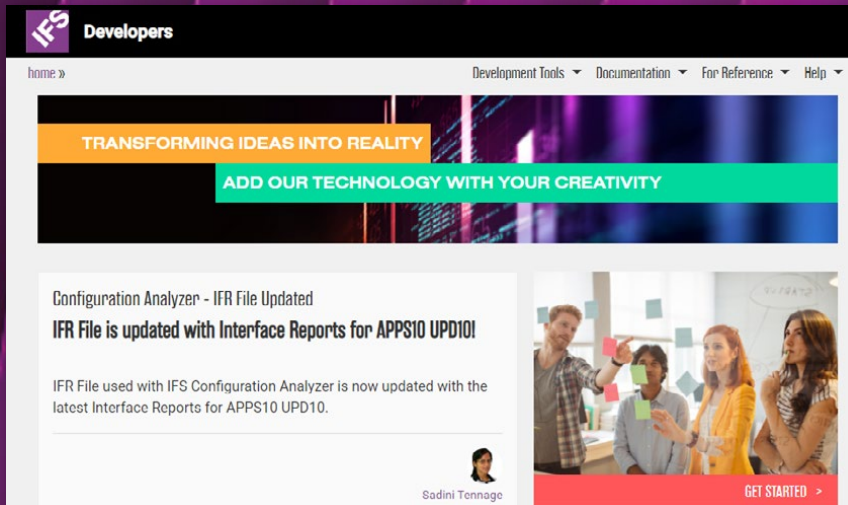 IFS
Developers
home »
Development Tools
Documentation
For Reference
Help
TRANSFORMING IDEAS INTO REALITY
ADD OUR TECHNOLOGY WITH YOUR CREATIVITY
Configuration Analyzer - IFR File Updated
IFR File is updated with Interface Reports for APPS10 UPD10!
IFR File used with IFS Configuration Analyzer is now updated with the
latest Interface Reports for APPS10 UPD10.
Sadini Tennage
GET STARTED >